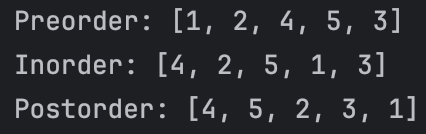 Preorder: [1, 2, 4, 5, 3]
Inorder: [4, 2, 5, 1, 3]
Postorder: [4, 5, 2, 3, 1]